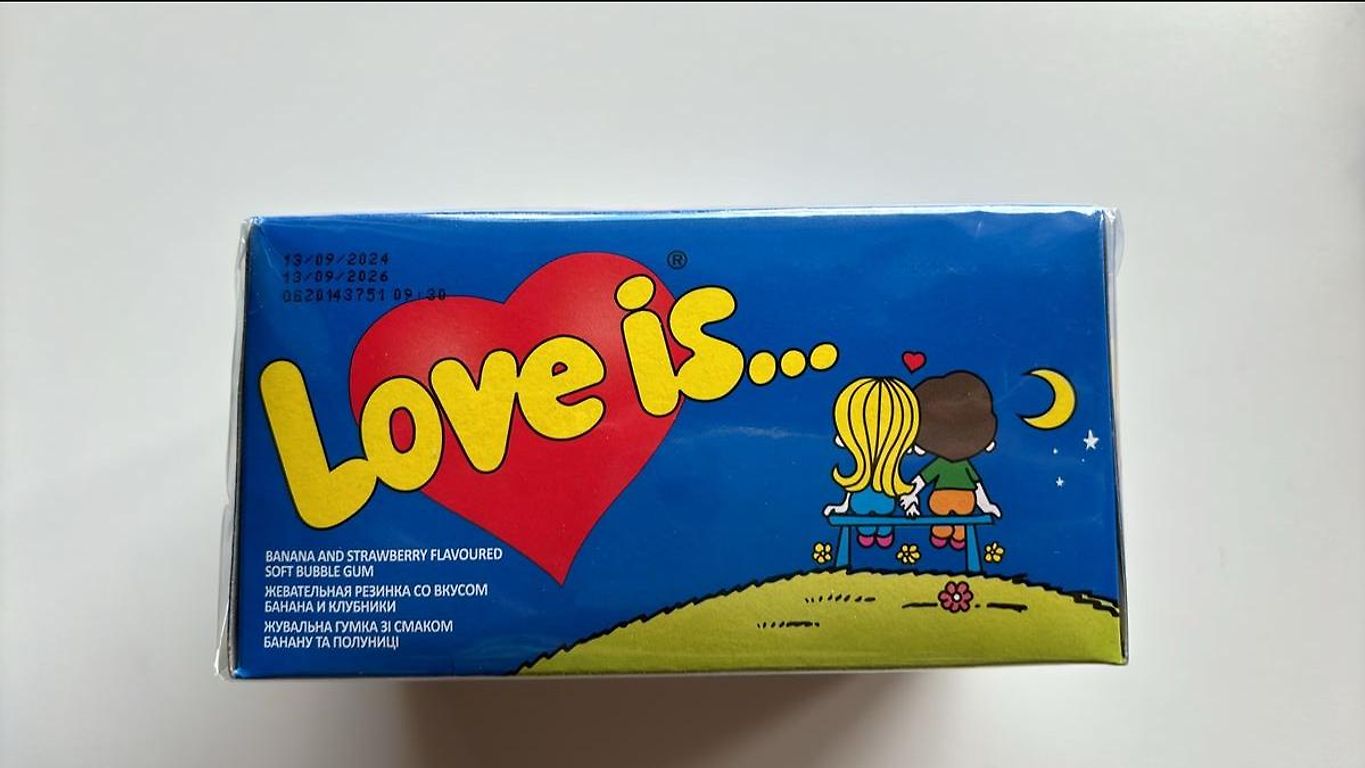 13/09/2024
13/09/2026
0620143751 09:30
Love is...®
BANANA AND STRAWBERRY FLAVOURED
SOFT BUBBLE GUM
ЖЕВАТЕЛЬНАЯ РЕЗИНКА СО ВКУСОМ
БАНАНА И КЛУБНИКИ
ЖУВАЛЬНА ГУМКА ЗІ СМАКОМ
БАНАНУ ТА ПОЛУНИЦІ